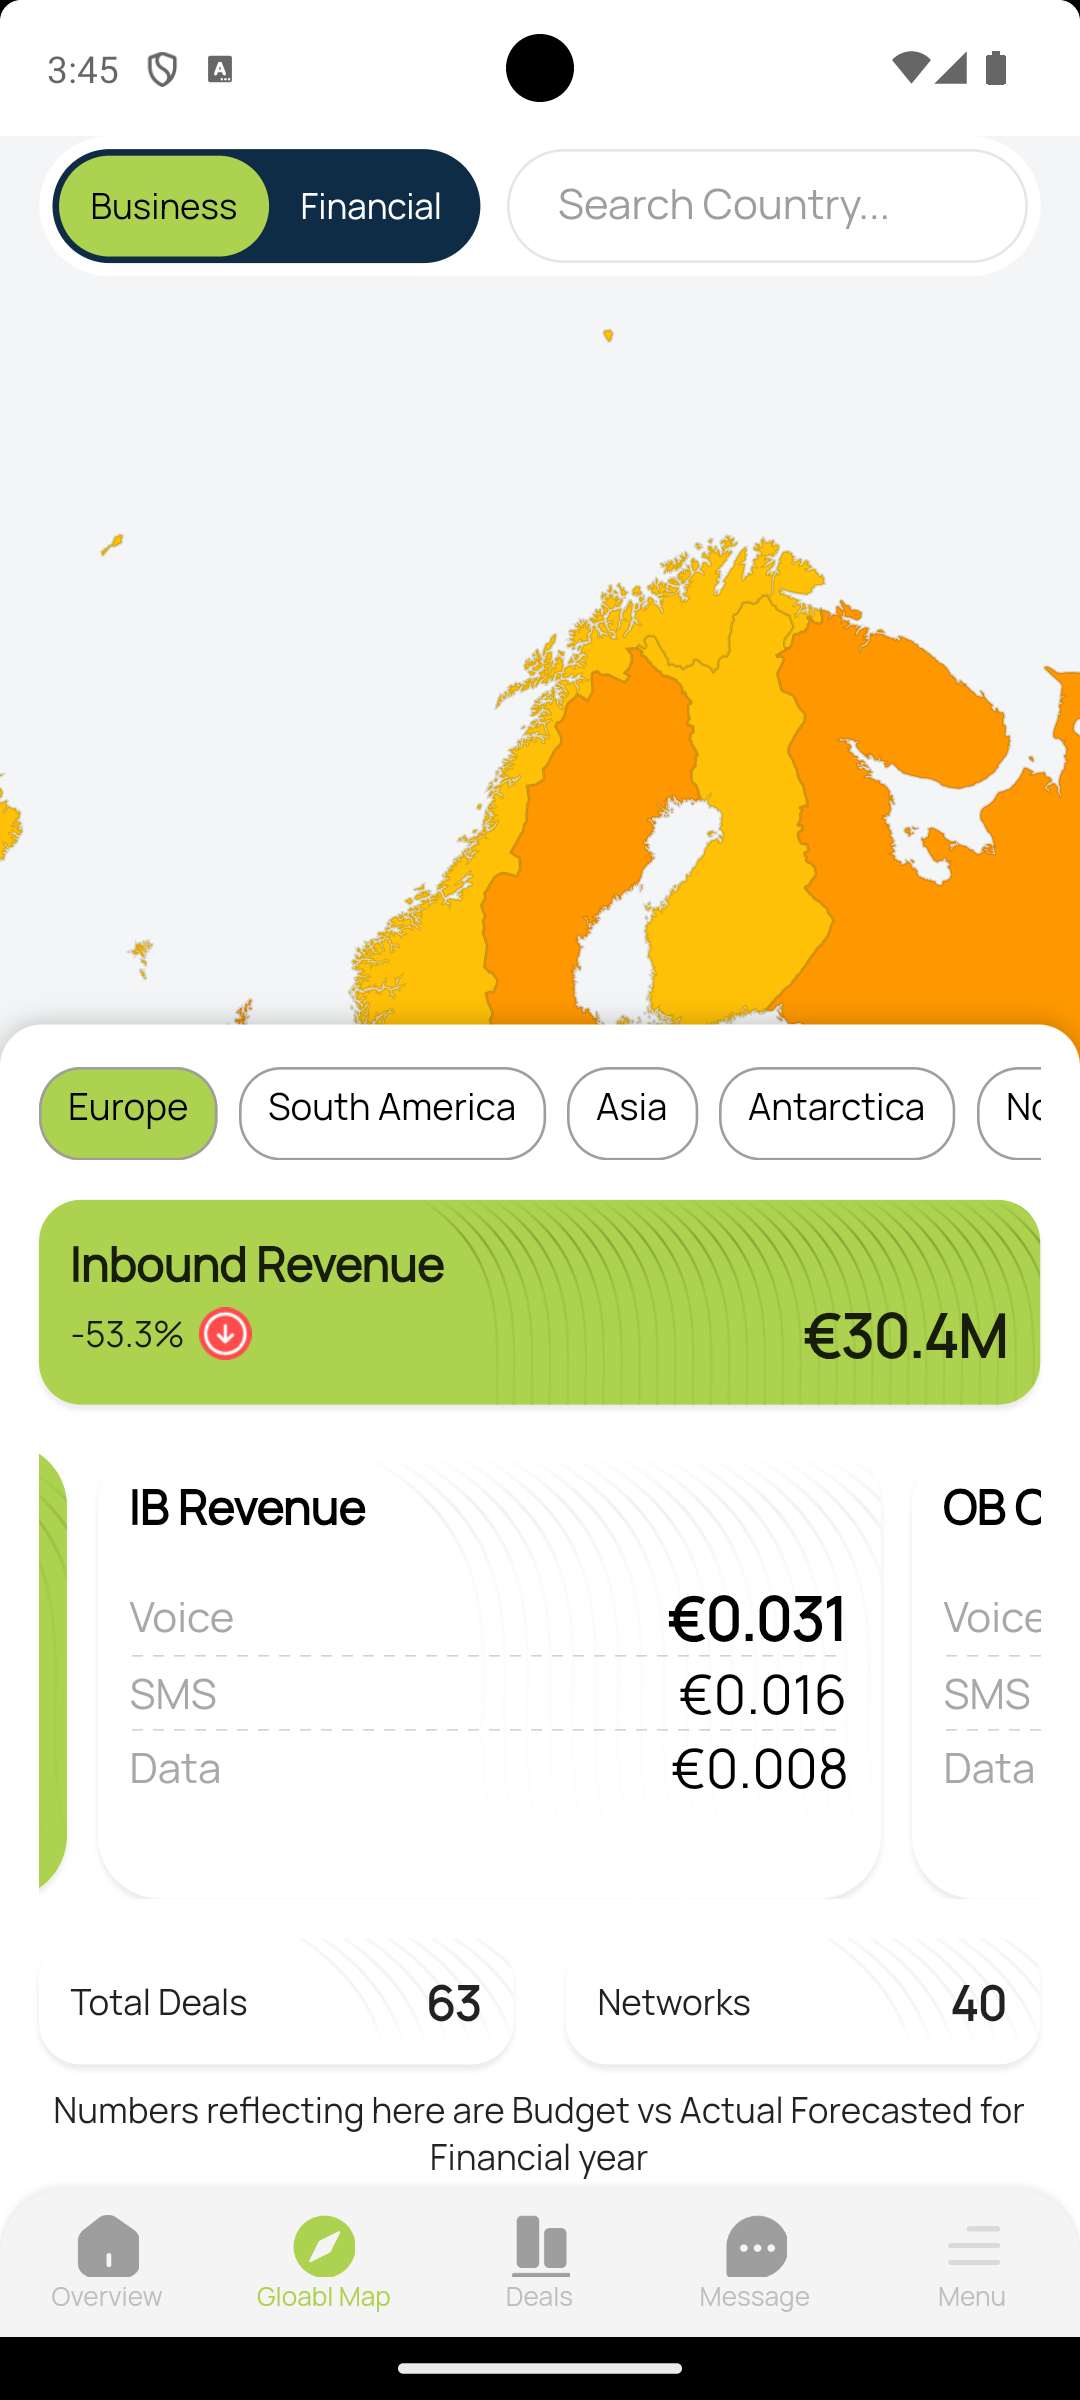 3:45
Business
Financial
Search Country...
Europe
South America
Asia
Antarctica
Inbound Revenue
-53.3%
€30.4M
IB Revenue
Voice
€0.031
SMS
€0.016
Data
€0.008
OB
Voice
SMS
Data
Total Deals
63
Networks
40
Numbers reflecting here are Budget vs Actual Forecasted for
Financial year
Overview
Gloabl Map
Deals
Message
Menu